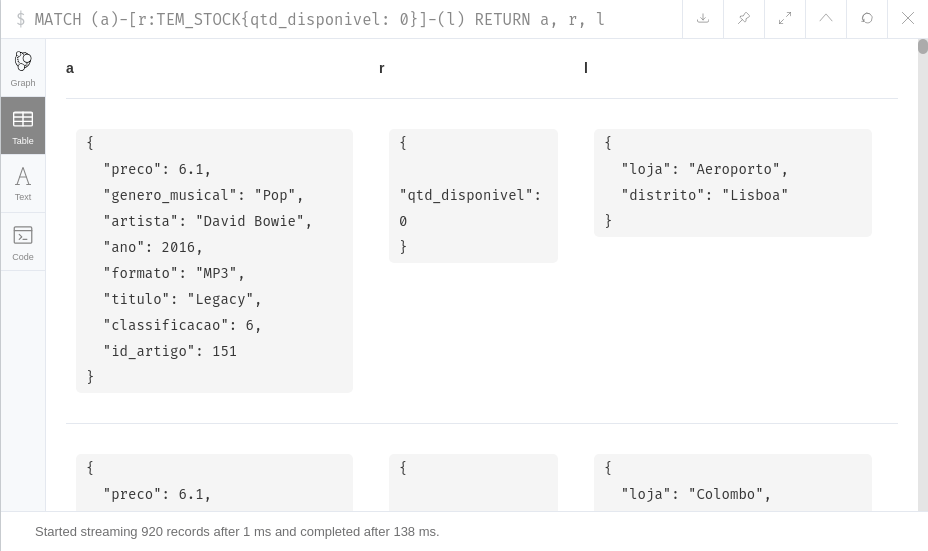 $ MATCH (a)-[r:TEM_STOCK{qtd_disponivel: 0}]-(l) RETURN a, r, l
Graph
Table
Text
Code
a
r
l
{
"preco": 6.1,
"genero_musical": "Pop",
"artista": "David Bowie",
"ano": 2016,
"formato": "MP3",
"titulo": "Legacy",
"classificacao": 6,
"id_artigo": 151
}
{
"qtd_disponivel":
0
}
{
"loja": "Aeroporto",
"distrito": "Lisboa"
}
{
"preco": 6.1,
{
{
"loja": "Colombo",
Started streaming 920 records after 1 ms and completed after 138 ms.